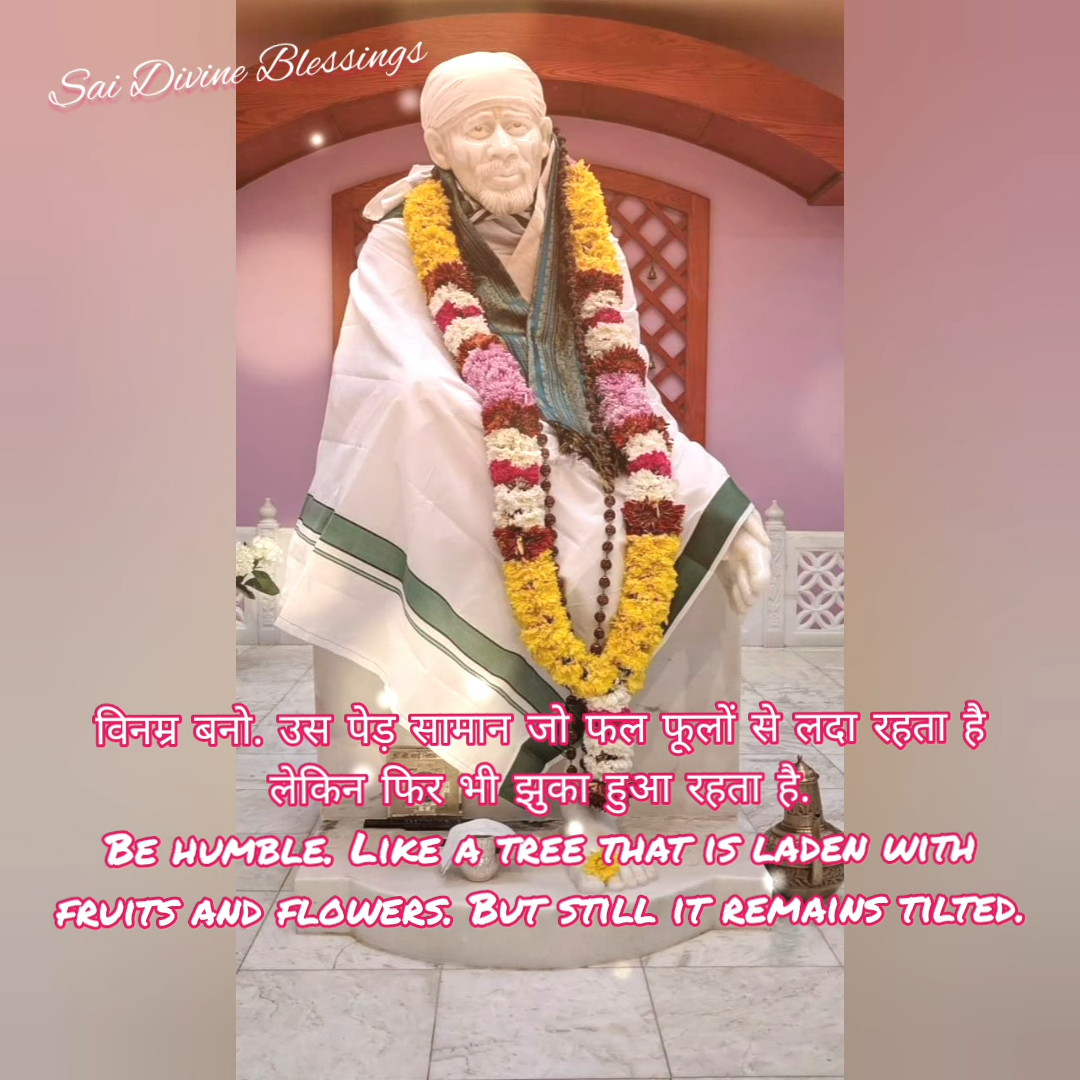 Sai Divine Blessings
विनम्र बनो. उस पेड़ सामान जो फल फूलों से लदा रहता है
लेकिन फिर भी झुका हुआ रहता है.
BE HUMBLE. LIKE A TREE THAT IS LADEN WITH
FRUITS AND FLOWERS. BUT STILL IT REMAINS TILTED.